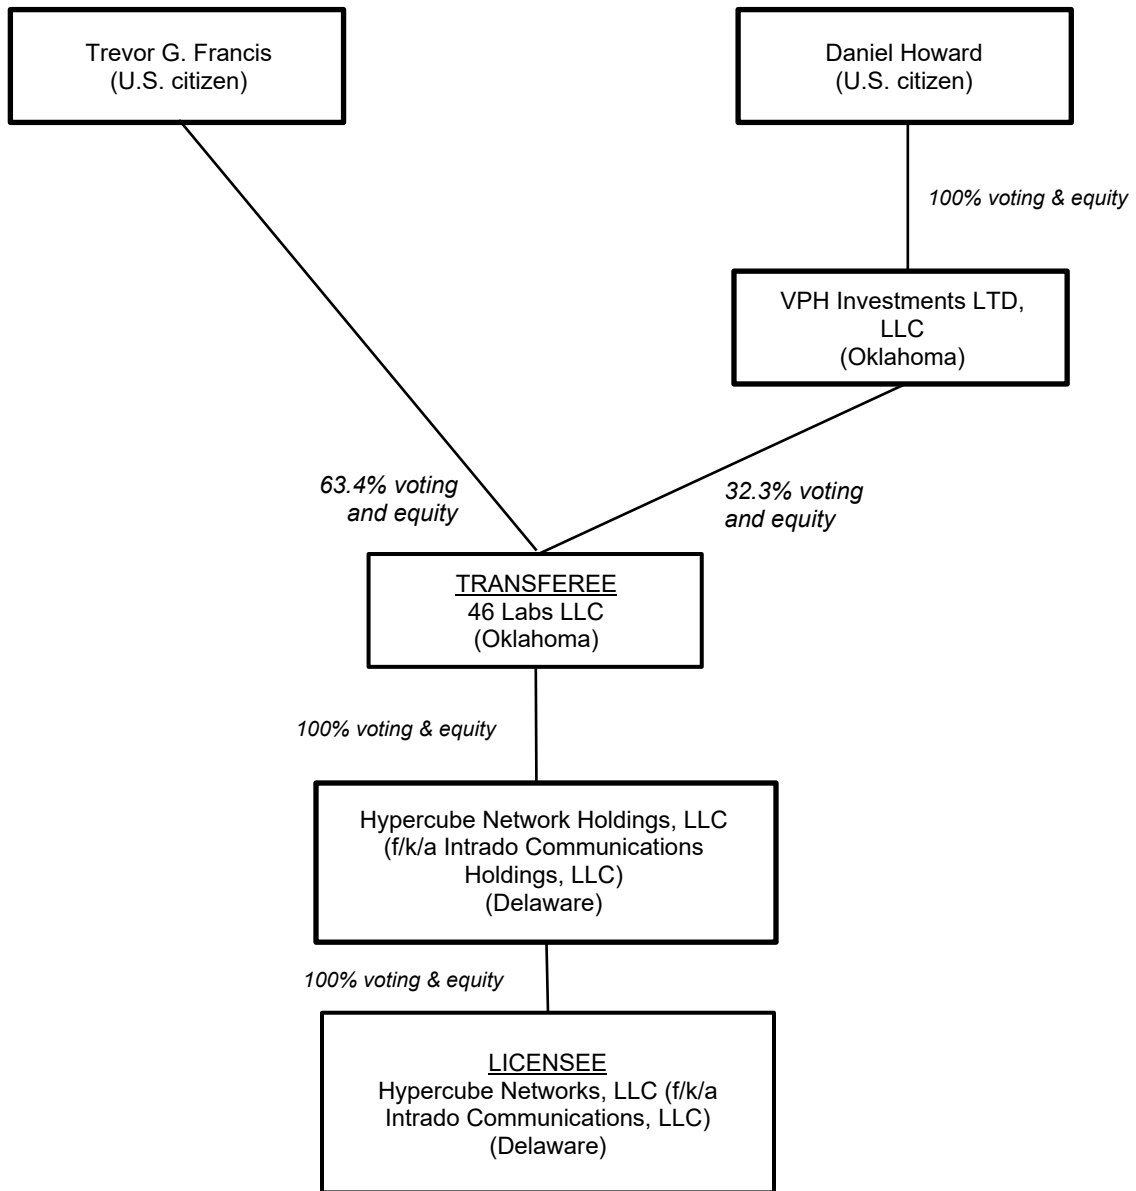 Trevor G. Francis
(U.S. citizen)
Daniel Howard
(U.S. citizen)
100% voting & equity
VPH Investments LTD,
LLC
(Oklahoma)
63.4% voting
and equity
32.3% voting
and equity
TRANSFEREE
46 Labs LLC
(Oklahoma)
100% voting & equity
Hypercube Network Holdings, LLC
(f/k/a Intrado Communications
Holdings, LLC)
(Delaware)
100% voting & equity
LICENSEE
Hypercube Networks, LLC (f/k/a
Intrado Communications, LLC)
(Delaware)